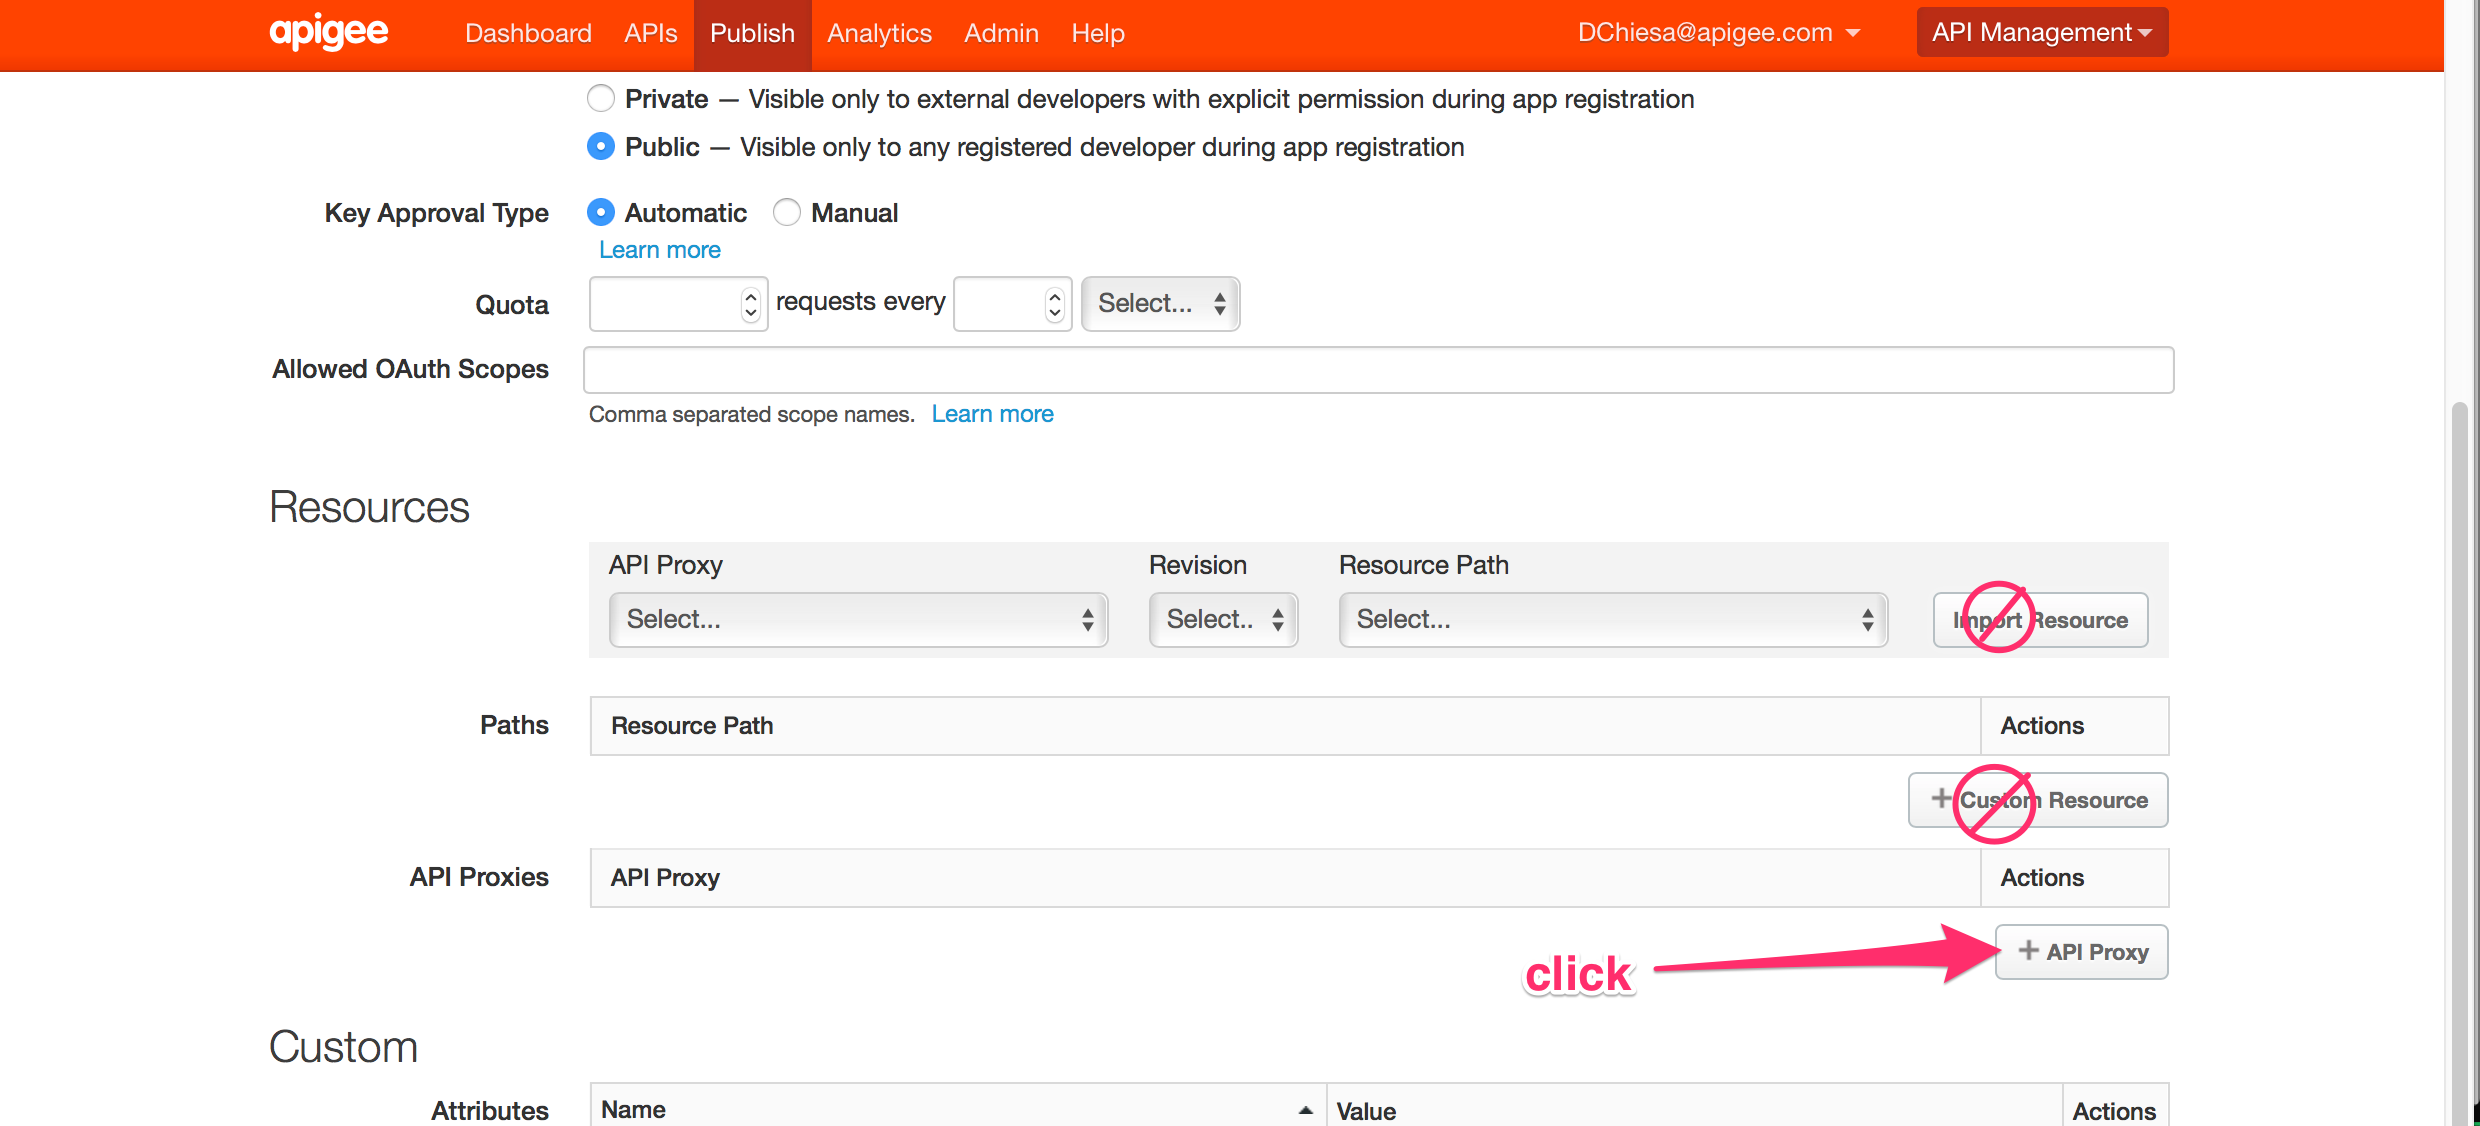 apigee Dashboard APIs Publish Analytics Admin Help DChiesa@apigee.com API Management
Private — Visible only to external developers with explicit permission during app registration
Public — Visible only to any registered developer during app registration
Key Approval Type Automatic Manual
Learn more
Quota requests every Select...
Allowed OAuth Scopes
Comma separated scope names. Learn more
Resources
API Proxy Revision Resource Path
Select... Select.. Select... Import Resource
Paths Resource Path Actions
+ Custom Resource
API Proxies API Proxy Actions
click + API Proxy
Custom
Attributes Name Value Actions